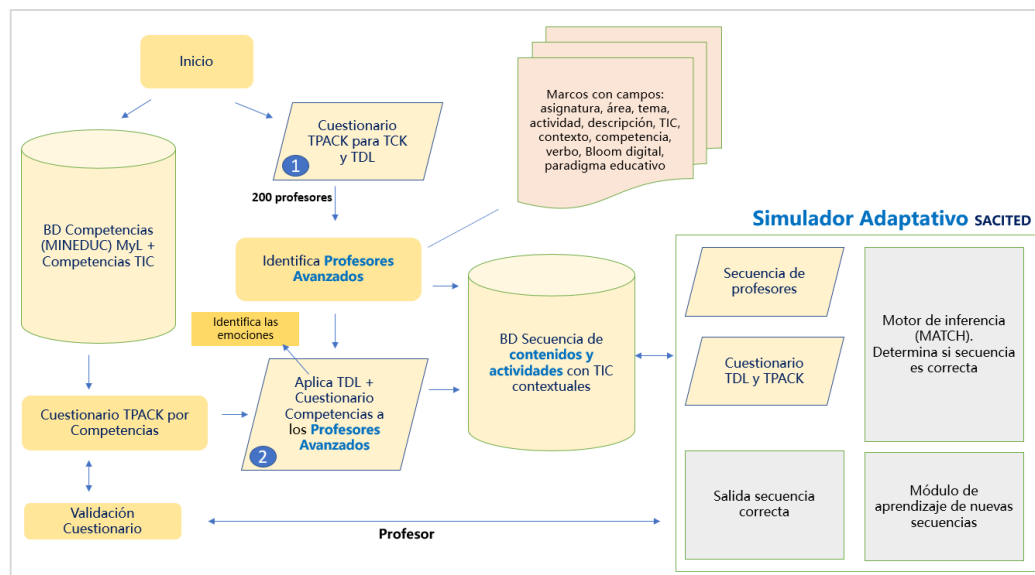 Inicio
Cuestionario
TPACK para TCK
y TDL
1
200 profesores
Marcos con campos:
asignatura, área, tema,
actividad, descripción, TIC,
contexto, competencia,
verbo, Bloom digital,
paradigma educativo
BD Competencias
(MINEDUC) MyL +
Competencias TIC
Identifica Profesores
Avanzados
Identifica las
emociones
BD Secuencia de
contenidos y
actividades con TIC
contextuales
Aplica TDL +
Cuestionario
Competencias a
los Profesores
Avanzados
2
Cuestionario TPACK por
Competencias
Validación
Cuestionario
Profesor
Simulador Adaptativo SACITED
Secuencia de
profesores
Motor de inferencia
(MATCH).
Determina si secuencia
es correcta
Cuestionario
TDL y TPACK
Salida secuencia
correcta
Módulo de
aprendizaje de nuevas
secuencias